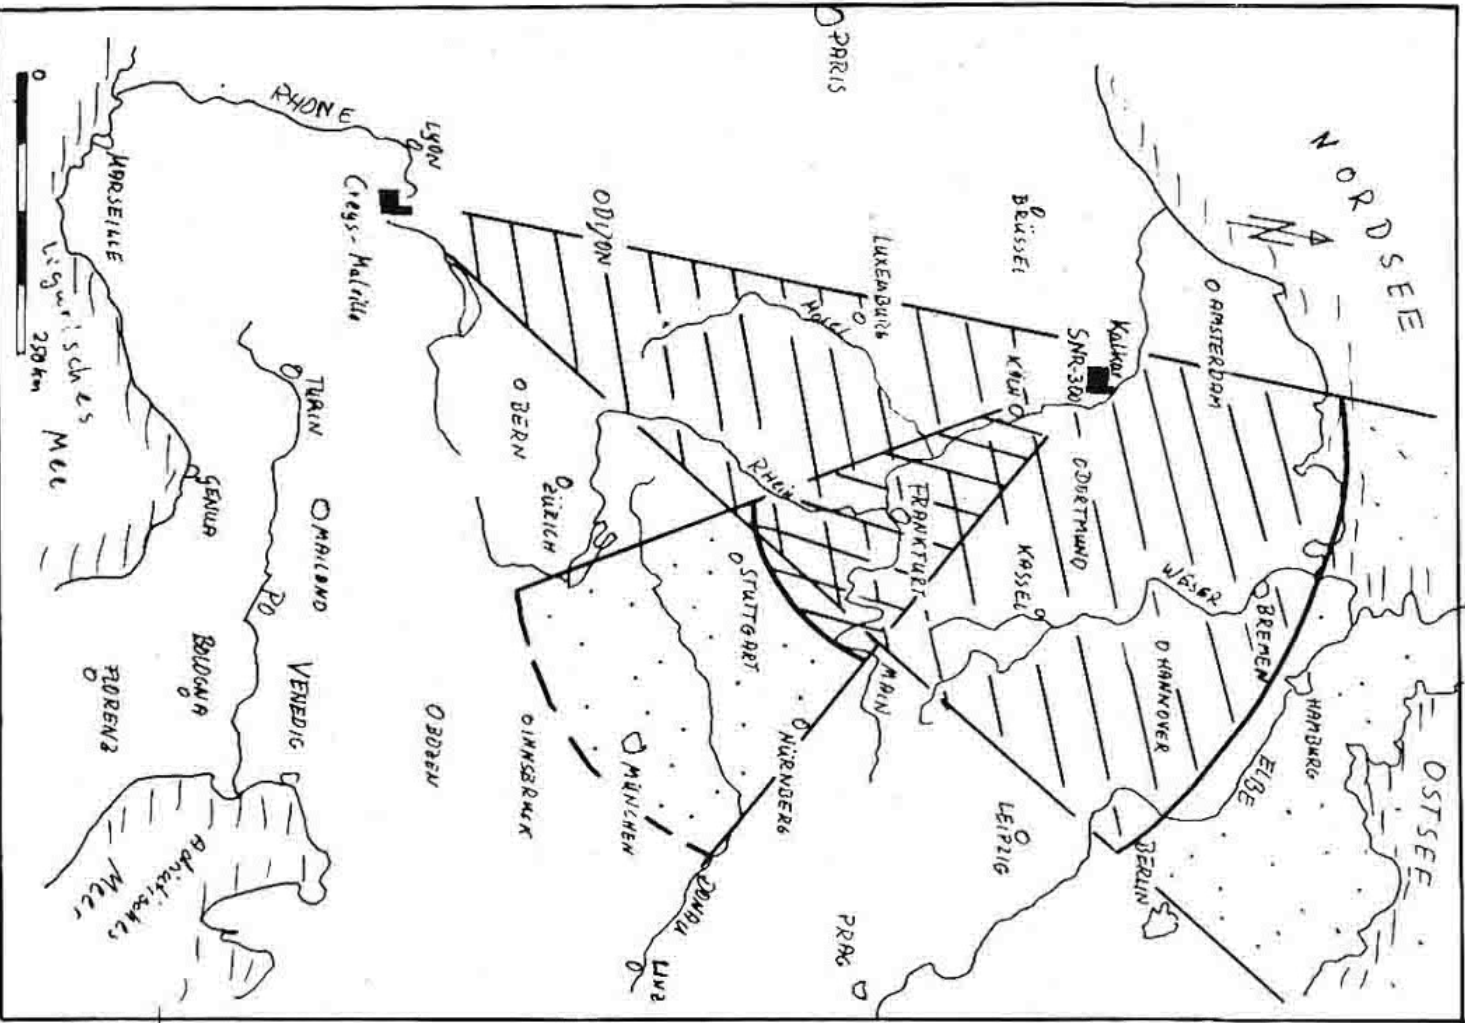 NORDSEE
OSTSEE
N
HAMBURG
ELBE
BREMEN
BERLIN
AMSTERDAM
WESER
HANNOVER
Kalkar
SNR-300
DORTMUND
BRÜSSEL
KÖLN
KASSEL
LEIPZIG
LUXEMBURG
FRANKFURT
MAIN
PRAG
PARIS
Mosel
Rhein
NÜRNBERG
STUTTGART
DONAU
LINZ
DIJON
MÜNCHEN
ZÜRICH
BERN
INNSBRUCK
LYON
BOZEN
Creys-Malville
RHONE
TURIN
MAILAND
VENEDIG
PO
GENUA
BOLOGNA
MARSEILLE
FLORENZ
Adriatisches
Meer
Ligurisches
Meer
0
250 km